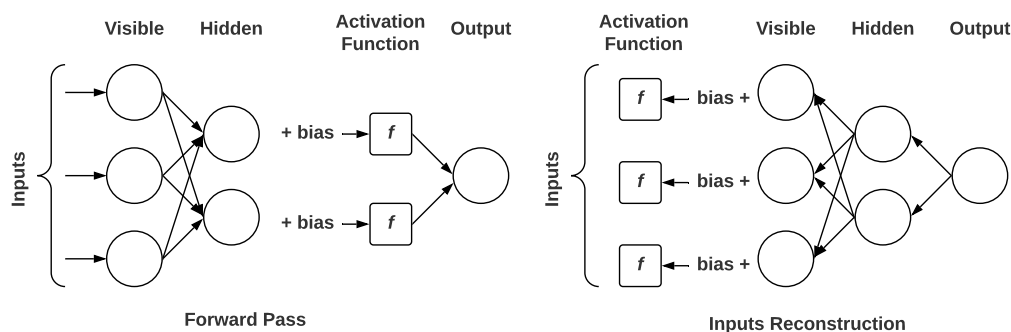 Visible
Hidden
Activation
Function
Output
Inputs
+ bias
f
+ bias
f
Forward Pass
Activation
Function
Visible
Hidden
Output
Inputs
f
bias +
f
bias +
f
bias +
Inputs Reconstruction